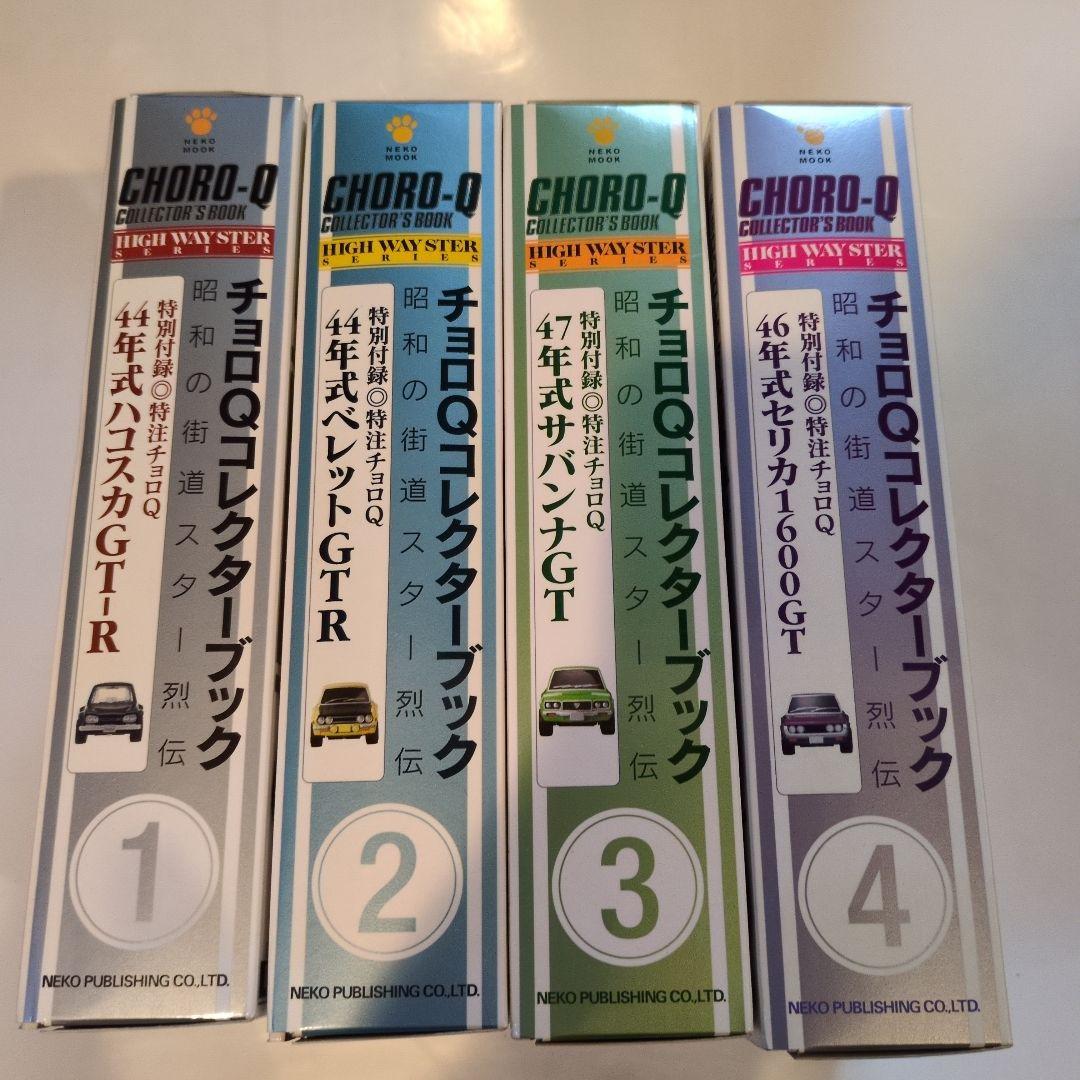 NEKO
MOOK
CHORO-Q
COLLECTOR'S BOOK
HIGH WAY STER
SERIES
チョロQコレクターブック
昭和の街道スター烈伝
特別付録◎特注チョロQ
44年式ハコスカGT-R
1
NEKO PUBLISHING CO.,LTD.
NEKO
MOOK
CHORO-Q
COLLECTOR'S BOOK
HIGH WAY STER
SERIES
チョロQコレクターブック
昭和の街道スター烈伝
特別付録◎特注チョロQ
44年式ベレットGTR
2
NEKO PUBLISHING CO.,LTD.
NEKO
MOOK
CHORO-Q
COLLECTOR'S BOOK
HIGH WAY STER
SERIES
チョロQコレクターブック
昭和の街道スター烈伝
特別付録◎特注チョロQ
47年式サバンナGT
3
NEKO PUBLISHING CO.,LTD.
NEKO
MOOK
CHORO-Q
COLLECTOR'S BOOK
HIGH WAY STER
SERIES
チョロQコレクターブック
昭和の街道スター烈伝
特別付録◎特注チョロQ
46年式セリカ1600GT
4
NEKO PUBLISHING CO.,LTD.